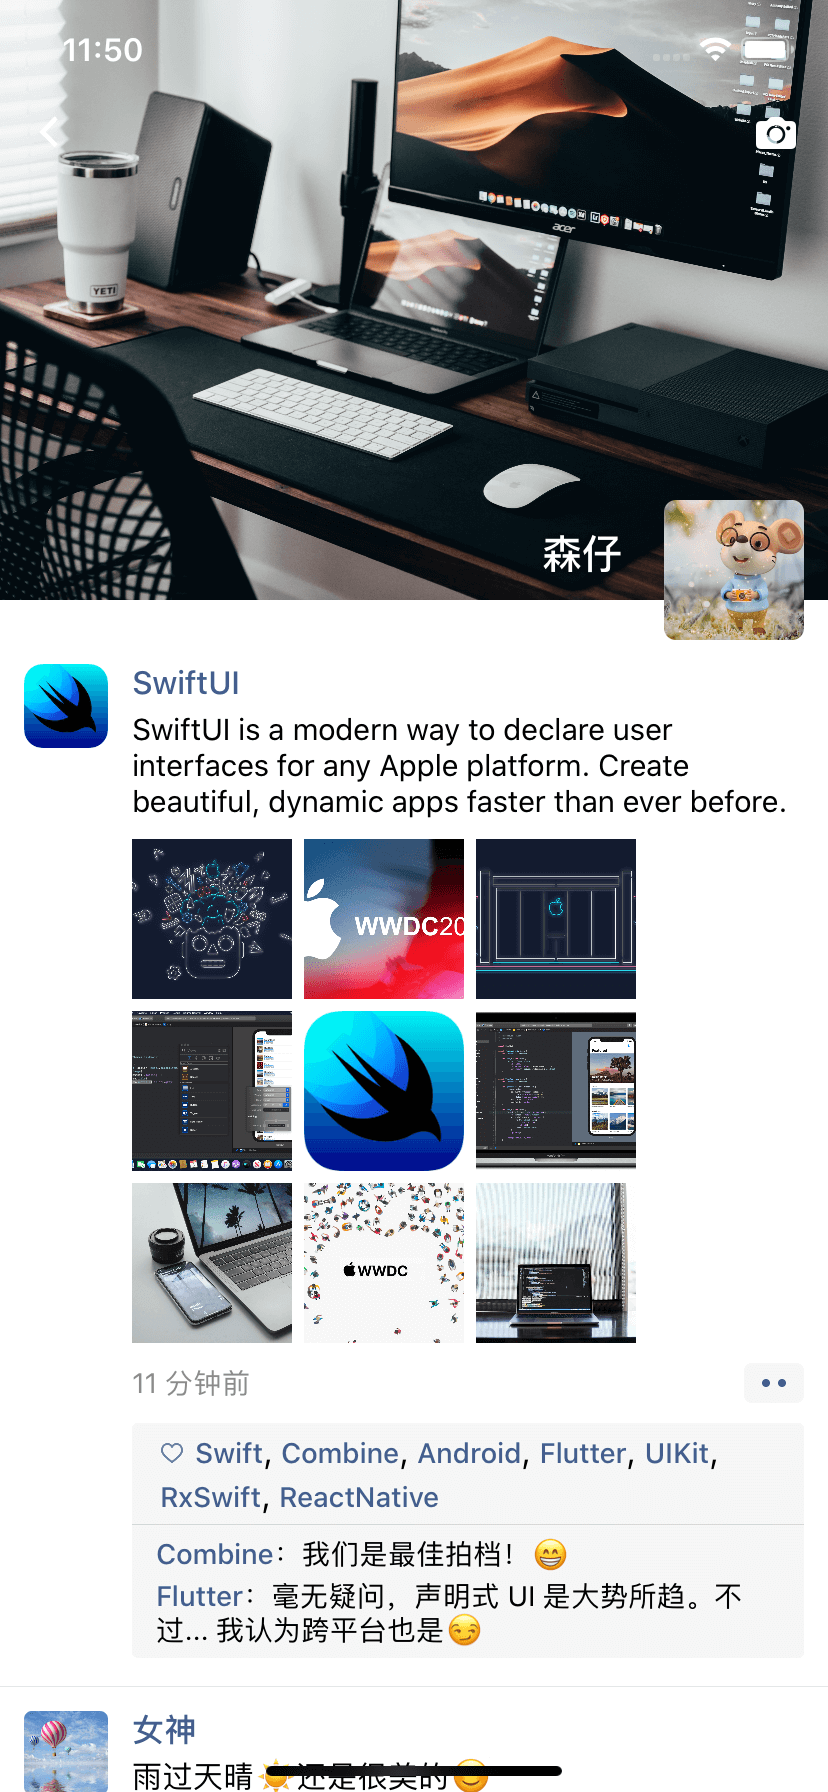 11:50
acer
YETI
森仔
SwiftUI
SwiftUI is a modern way to declare user
interfaces for any Apple platform. Create
beautiful, dynamic apps faster than ever before.
WWDC20
WWDC
11 分钟前
Swift, Combine, Android, Flutter, UIKit,
RxSwift, ReactNative
Combine：我们是最佳拍档！😁
Flutter：毫无疑问，声明式 UI 是大势所趋。不
过... 我认为跨平台也是😏
女神
雨过天晴☀️还是很美的😊